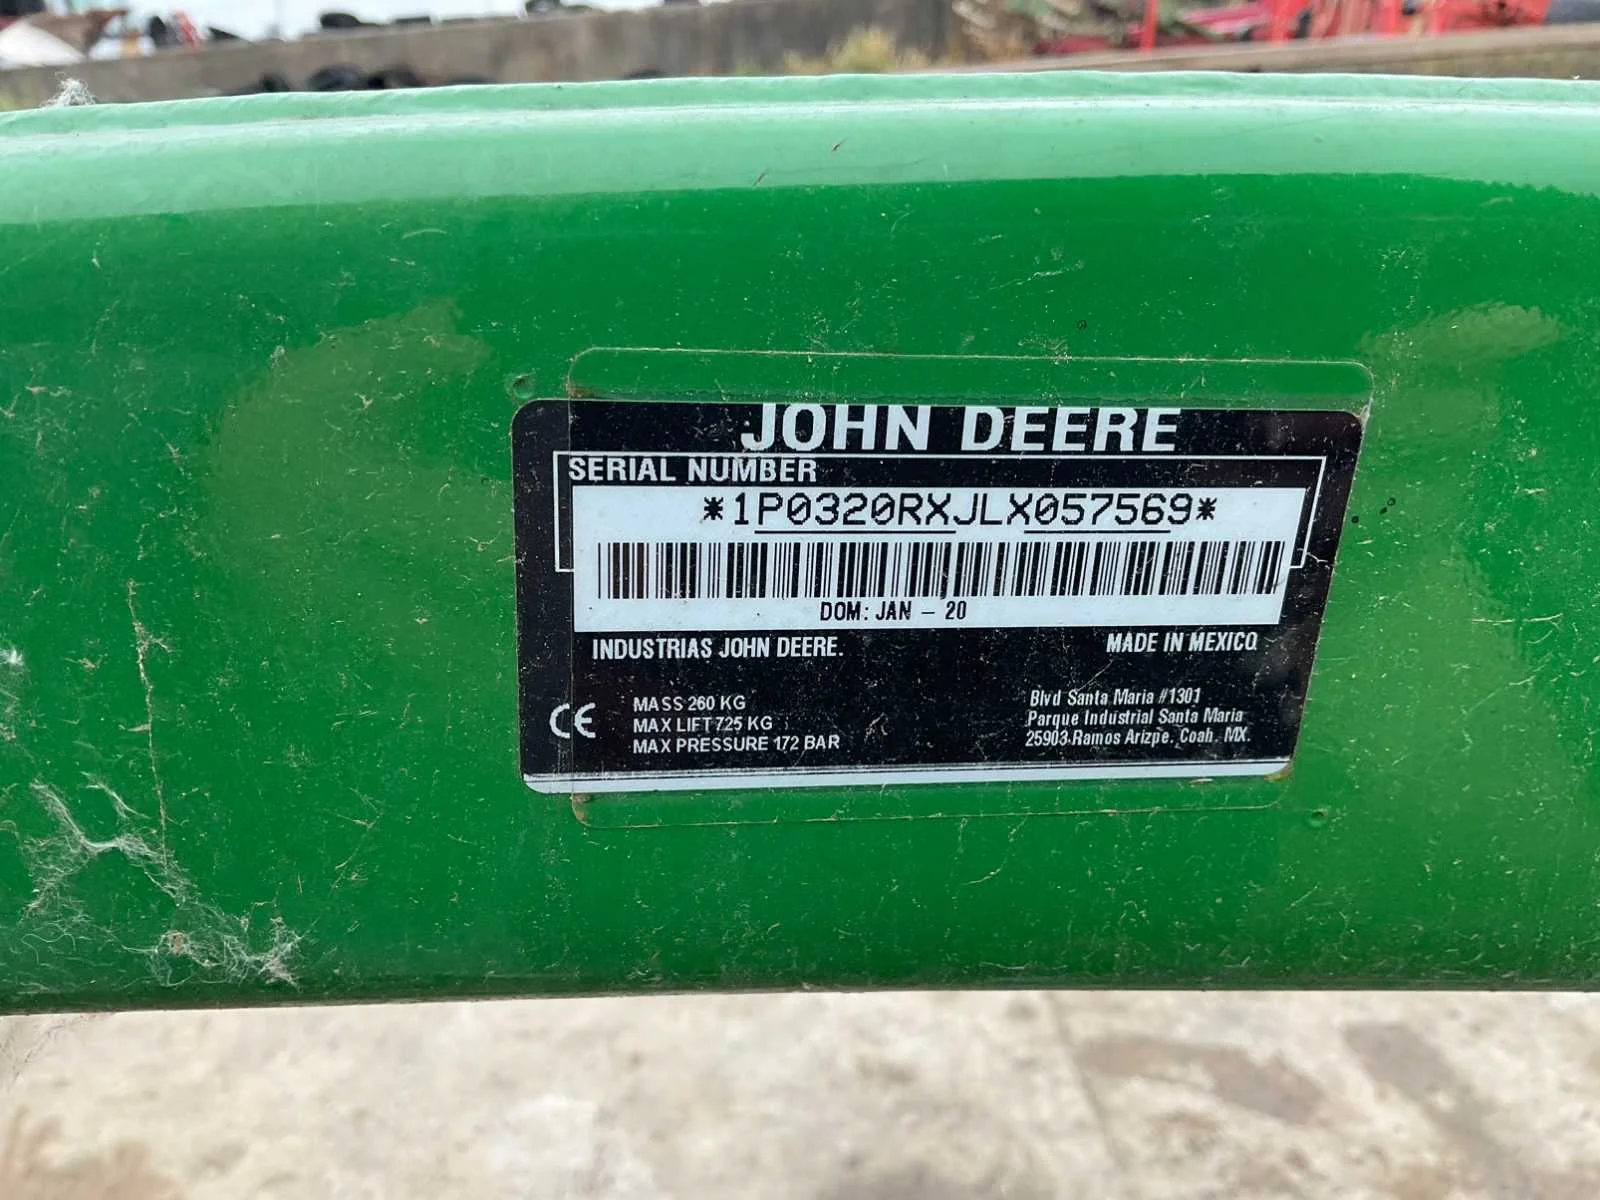 JOHN DEERE
SERIAL NUMBER
*1P0320RXJLX057569*
DOM: JAN - 20
INDUSTRIAS JOHN DEERE.
MADE IN MEXICO
CE
MASS 260 KG
MAX LIFT 725 KG
MAX PRESSURE 172 BAR
Blvd Santa Maria #1301
Parque Industrial Santa Maria
25903 Ramos Arizpe, Coah. MX.